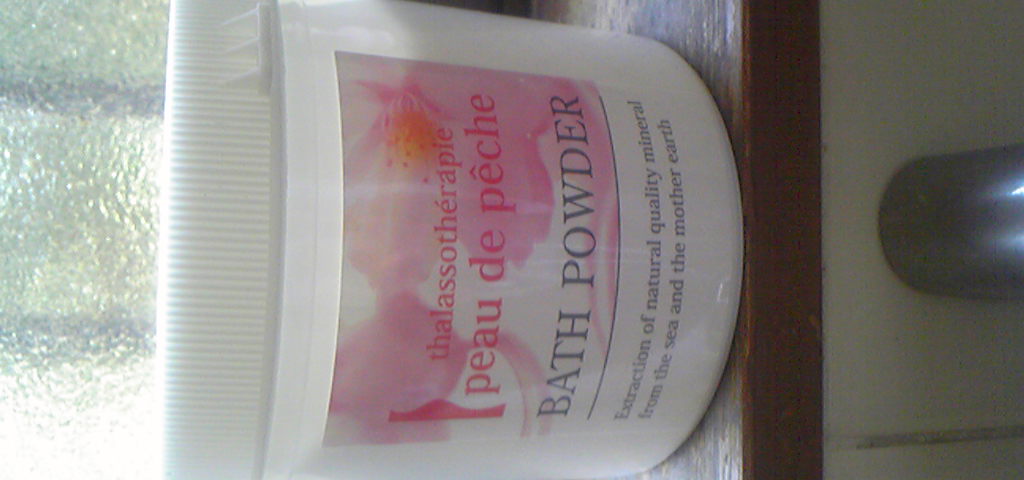 thalassothérapie
peau de pêche
BATH POWDER
Extraction of natural quality mineral
from the sea and the mother earth